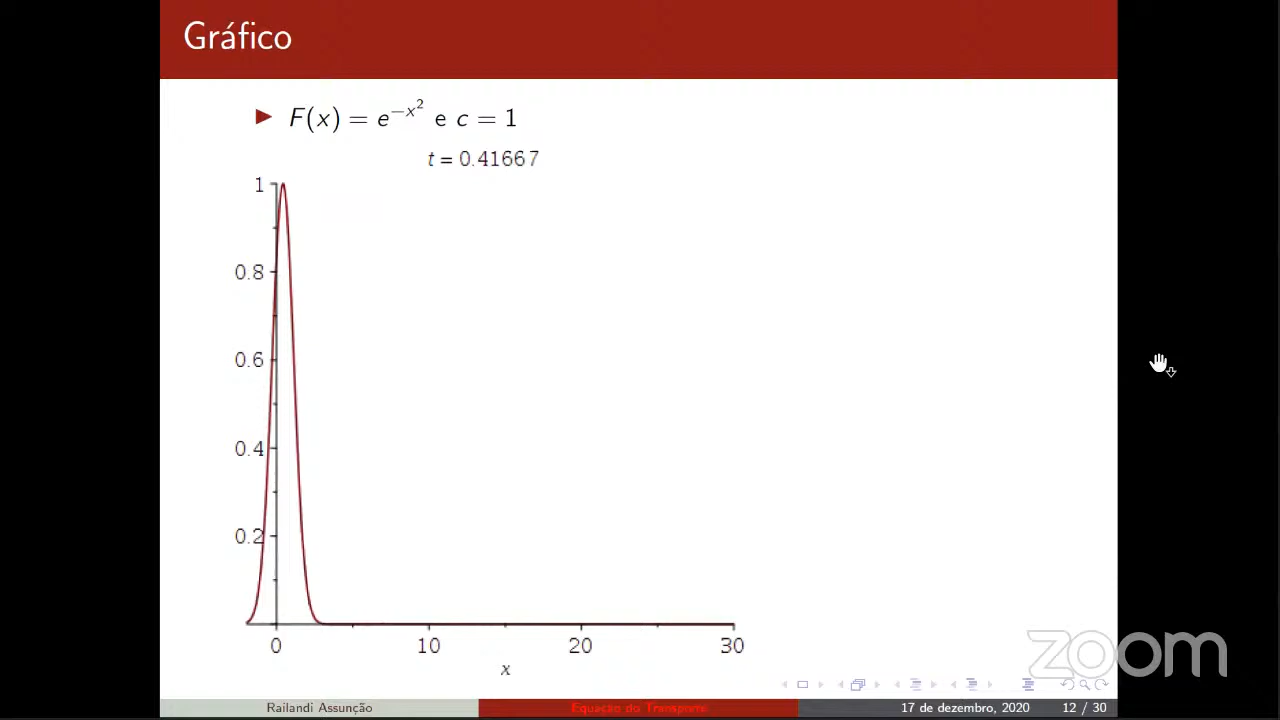 Gráfico
▶ F(x) = e^{-x^2} e c = 1
t = 0.41667
1
0.8
0.6
0.4
0.2
0 10 20 30
x
zoom
Railandi Assunção Equação do Transporte 17 de dezembro, 2020 12 / 30